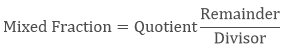 Mixed Fraction = Quotient Remainder/Divisor